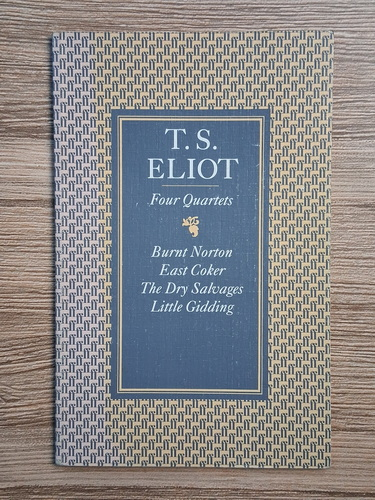 T. S.
ELIOT
Four Quartets
Burnt Norton
East Coker
The Dry Salvages
Little Gidding